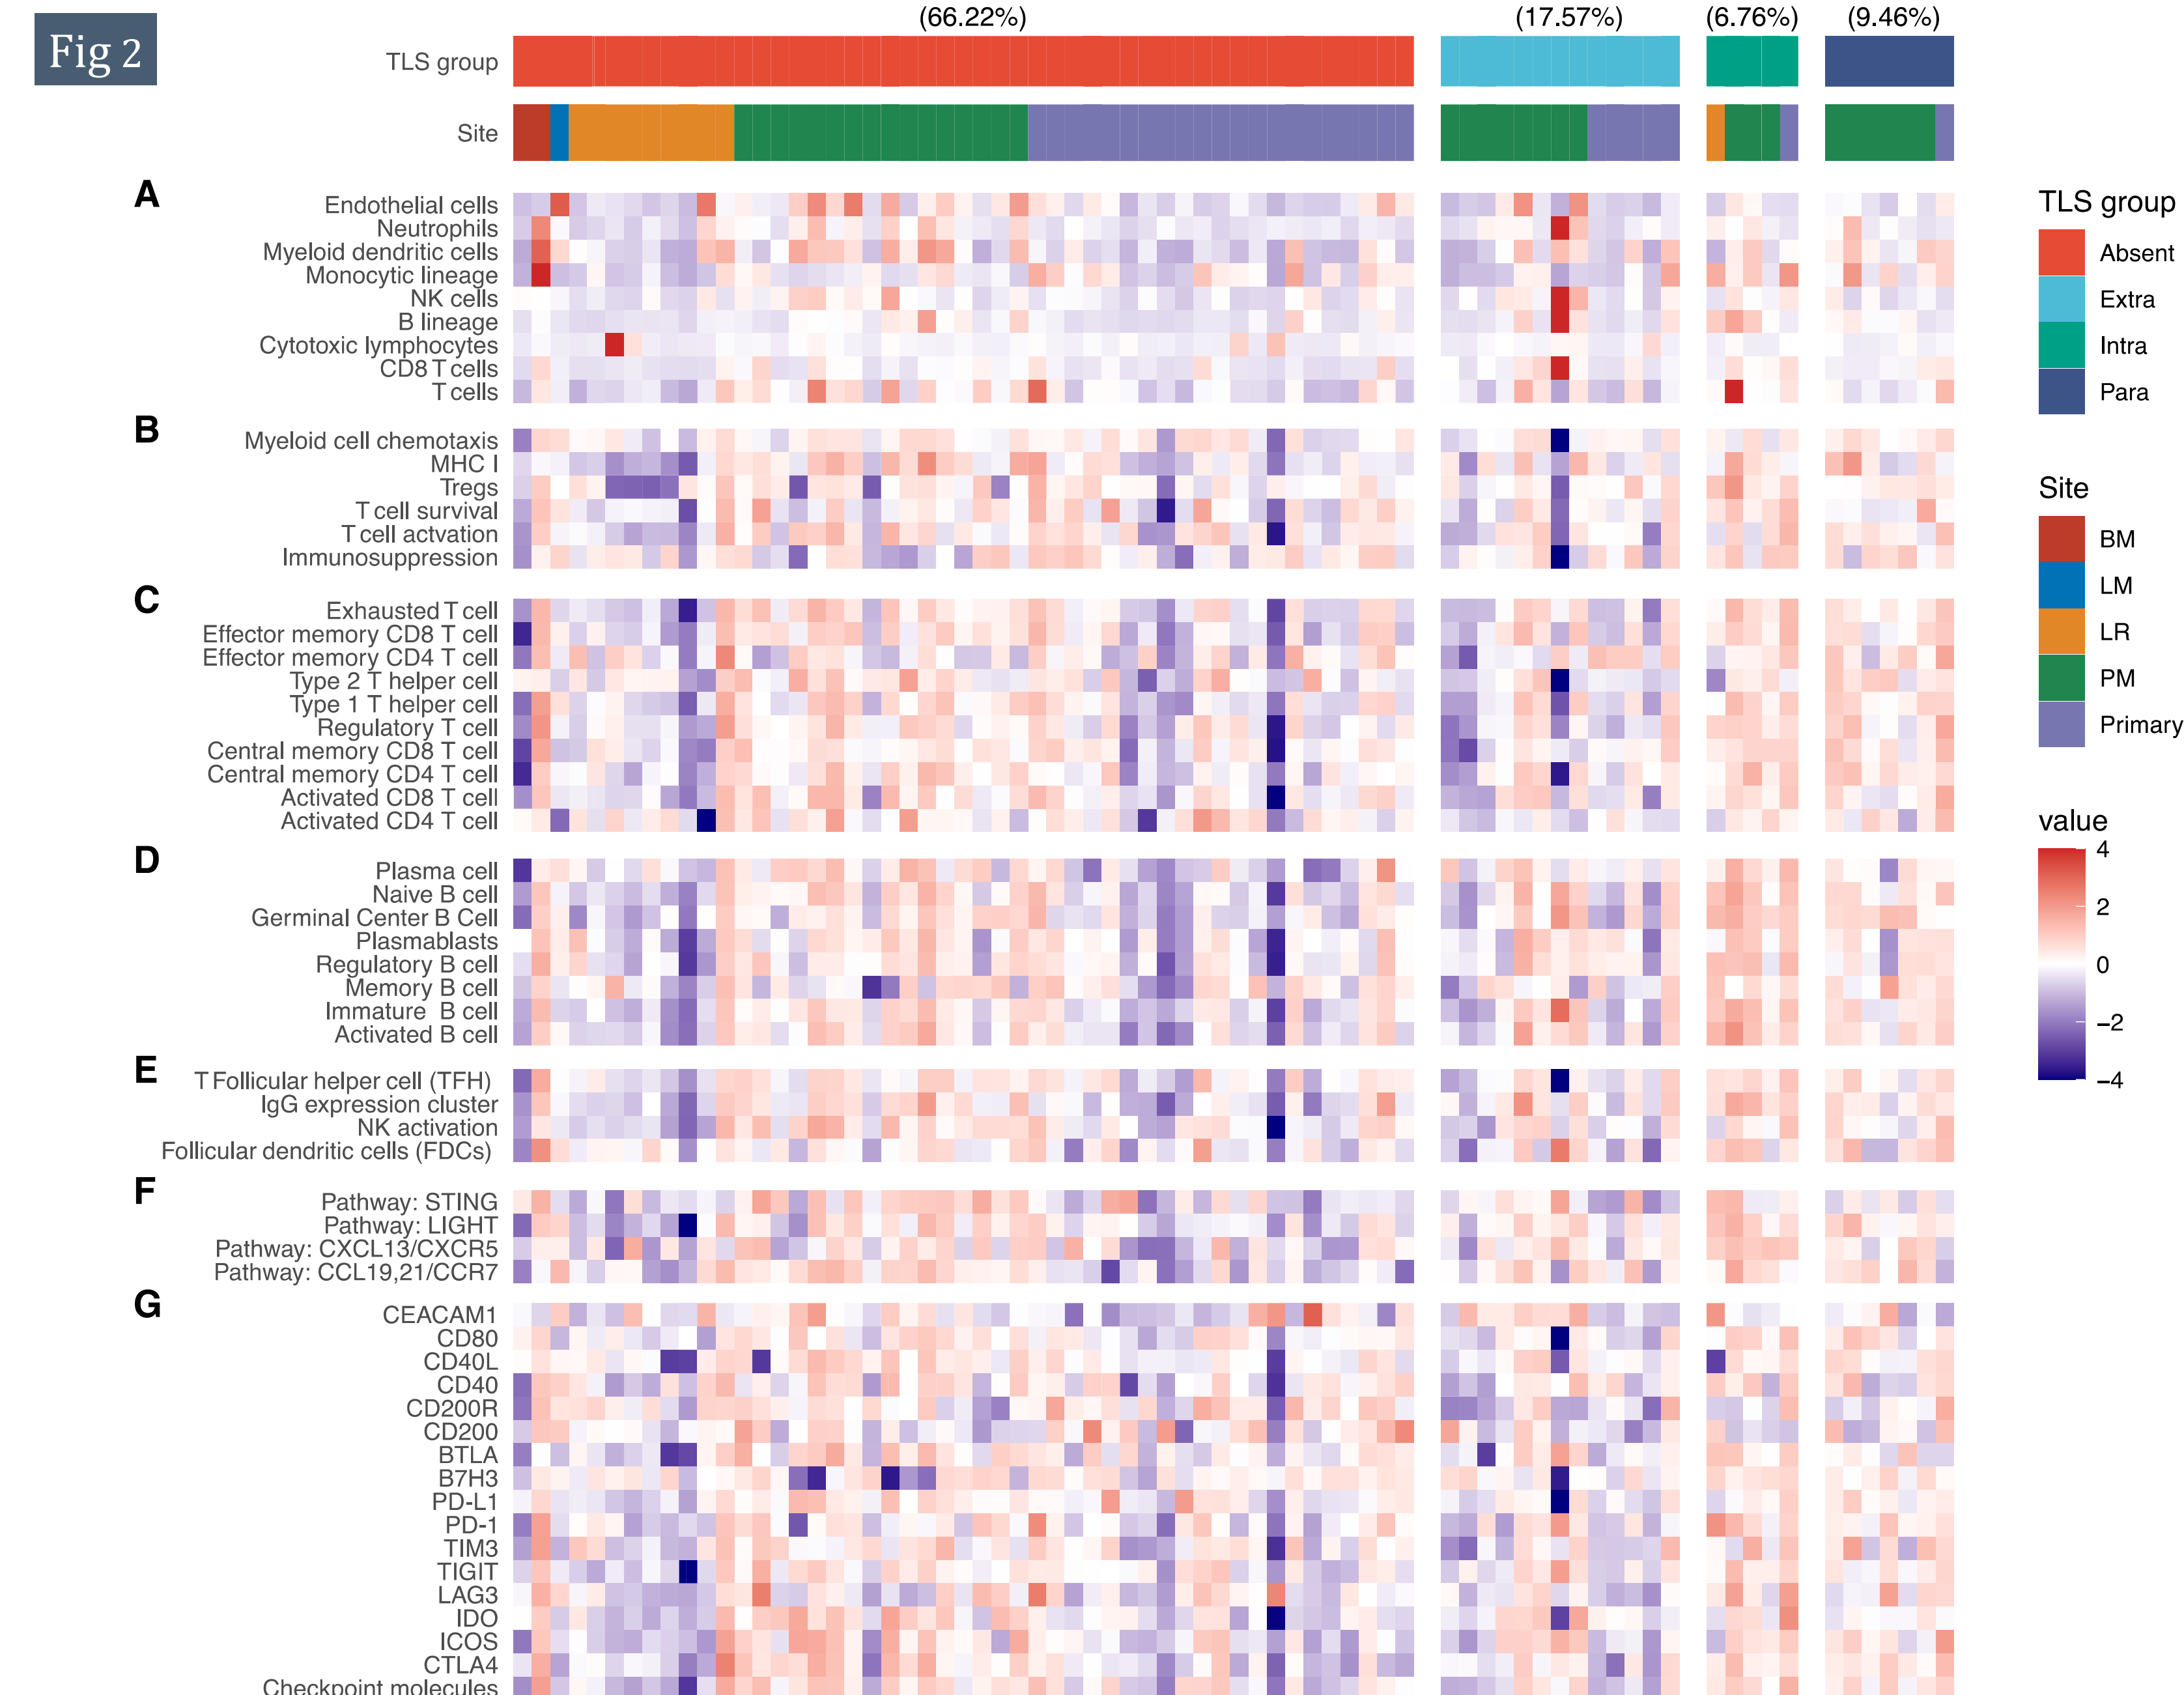 Fig 2
(66.22%) (17.57%) (6.76%) (9.46%)
TLS group
Site
A
Endothelial cells
Neutrophils
Myeloid dendritic cells
Monocytic lineage
NK cells
B lineage
Cytotoxic lymphocytes
CD8 T cells
T cells
B
Myeloid cell chemotaxis
MHC I
Tregs
T cell survival
T cell actvation
Immunosuppression
C
Exhausted T cell
Effector memory CD8 T cell
Effector memory CD4 T cell
Type 2 T helper cell
Type 1 T helper cell
Regulatory T cell
Central memory CD8 T cell
Central memory CD4 T cell
Activated CD8 T cell
Activated CD4 T cell
D
Plasma cell
Naive B cell
Germinal Center B Cell
Plasmablasts
Regulatory B cell
Memory B cell
Immature B cell
Activated B cell
E
T Follicular helper cell (TFH)
IgG expression cluster
NK activation
Follicular dendritic cells (FDCs)
F
Pathway: STING
Pathway: LIGHT
Pathway: CXCL13/CXCR5
Pathway: CCL19,21/CCR7
G
CEACAM1
CD80
CD40L
CD40
CD200R
CD200
BTLA
B7H3
PD-L1
PD-1
TIM3
TIGIT
LAG3
IDO
ICOS
CTLA4
Checkpoint molecules
TLS group
Absent
Extra
Intra
Para
Site
BM
LM
LR
PM
Primary
value
4
2
0
−2
−4